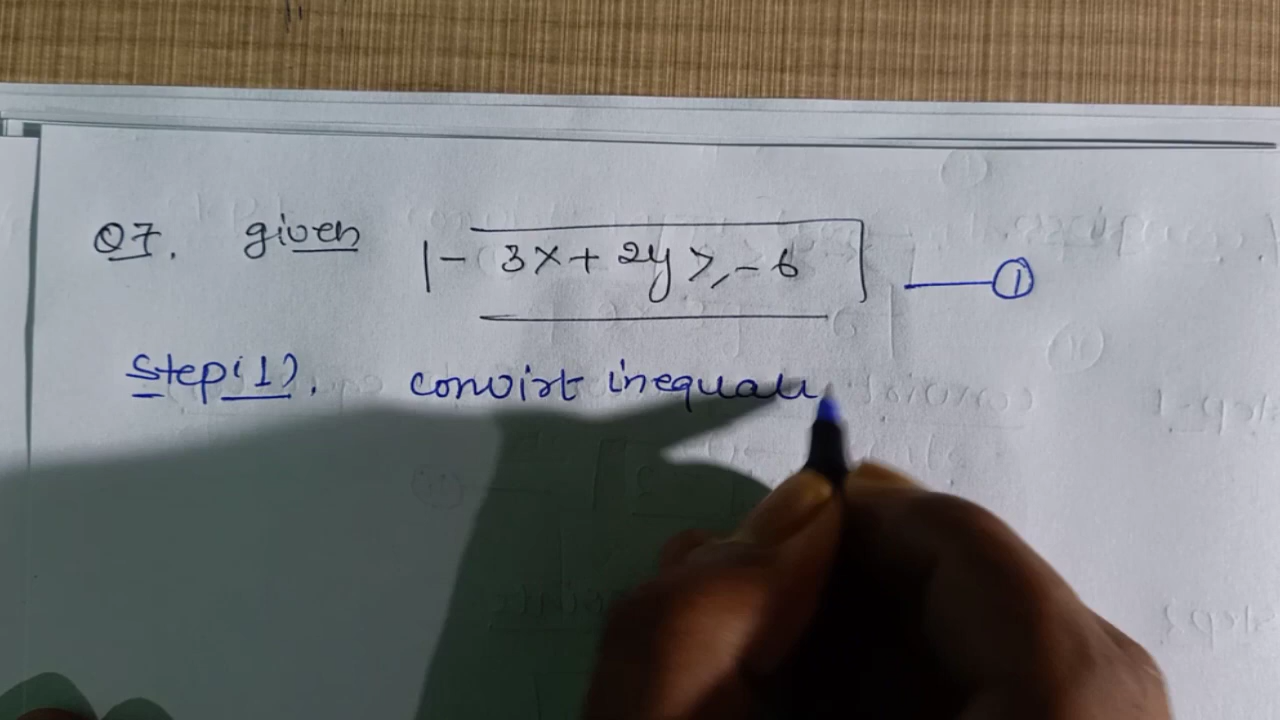 Q7. given |- 3x + 2y ≥ -6 ①
Step(1). convirt inequali